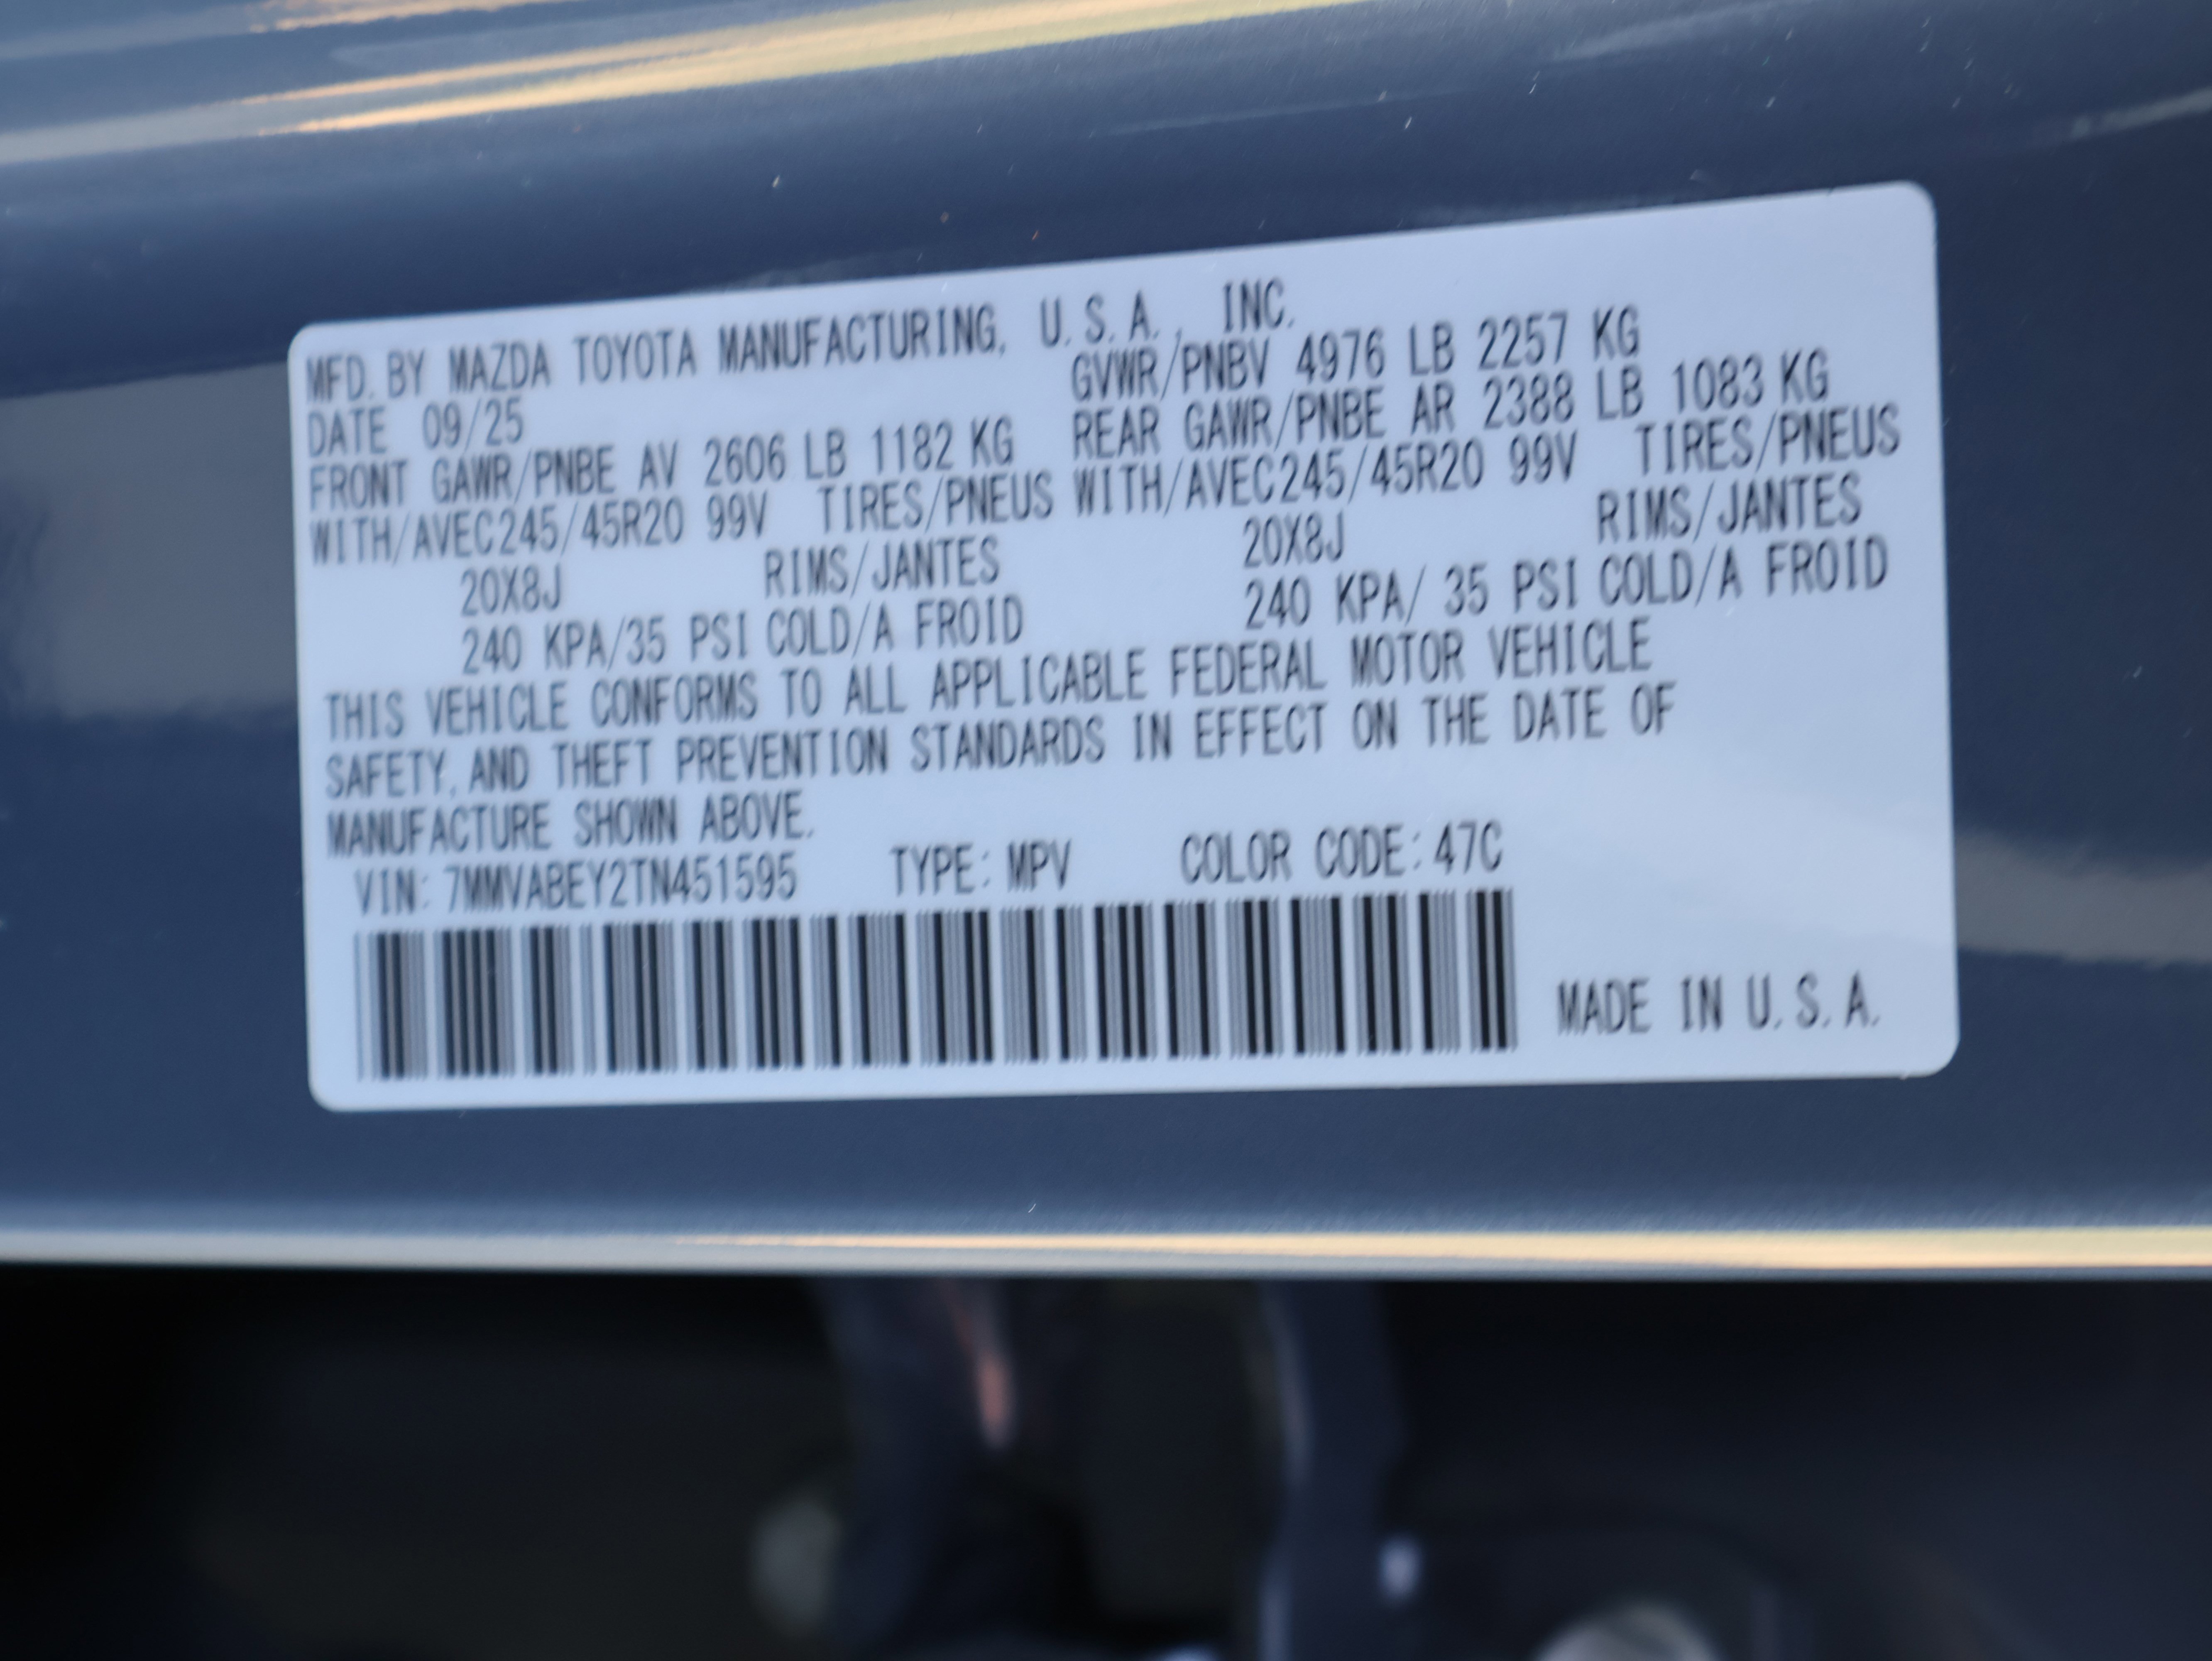 MFD. BY MAZDA TOYOTA MANUFACTURING, U.S.A., INC.
DATE 09/25 GVWR/PNBV 4976 LB 2257 KG
FRONT GAWR/PNBE AV 2606 LB 1182 KG REAR GAWR/PNBE AR 2388 LB 1083 KG
WITH/AVEC245/45R20 99V TIRES/PNEUS WITH/AVEC245/45R20 99V TIRES/PNEUS
20X8J RIMS/JANTES 20X8J RIMS/JANTES
240 KPA/35 PSI COLD/A FROID 240 KPA/ 35 PSI COLD/A FROID
THIS VEHICLE CONFORMS TO ALL APPLICABLE FEDERAL MOTOR VEHICLE
SAFETY, AND THEFT PREVENTION STANDARDS IN EFFECT ON THE DATE OF
MANUFACTURE SHOWN ABOVE.
VIN: 7MMVABEY2TN451595 TYPE: MPV COLOR CODE: 47C
MADE IN U.S.A.